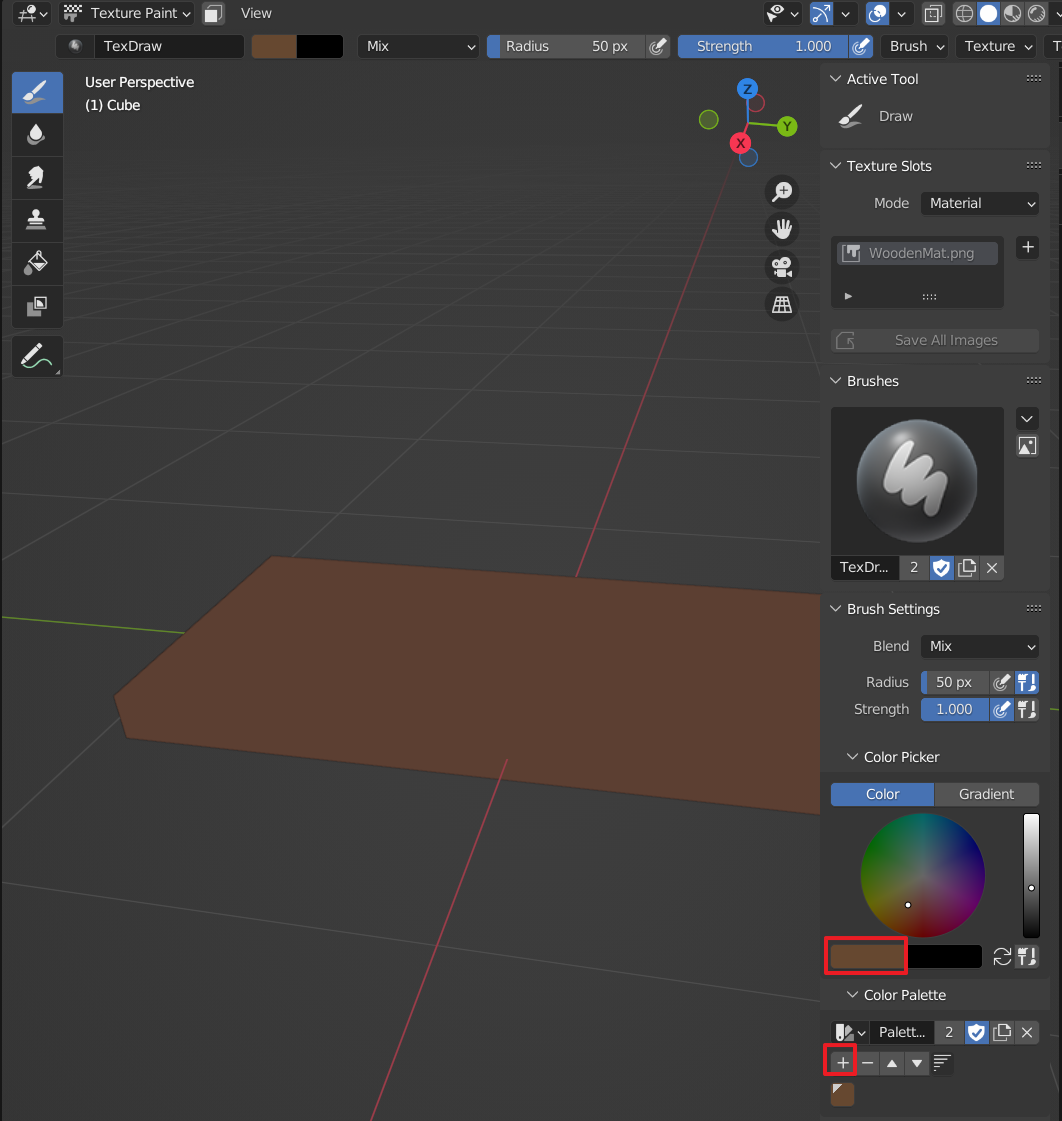 Texture Paint View
TexDraw Mix Radius 50 px Strength 1.000 Brush Texture
User Perspective
(1) Cube
Z
Y
X
Active Tool
Draw
Texture Slots
Mode Material
WoodenMat.png
Save All Images
Brushes
TexDr... 2
Brush Settings
Blend Mix
Radius 50 px
Strength 1.000
Color Picker
Color Gradient
Color Palette
Palett... 2